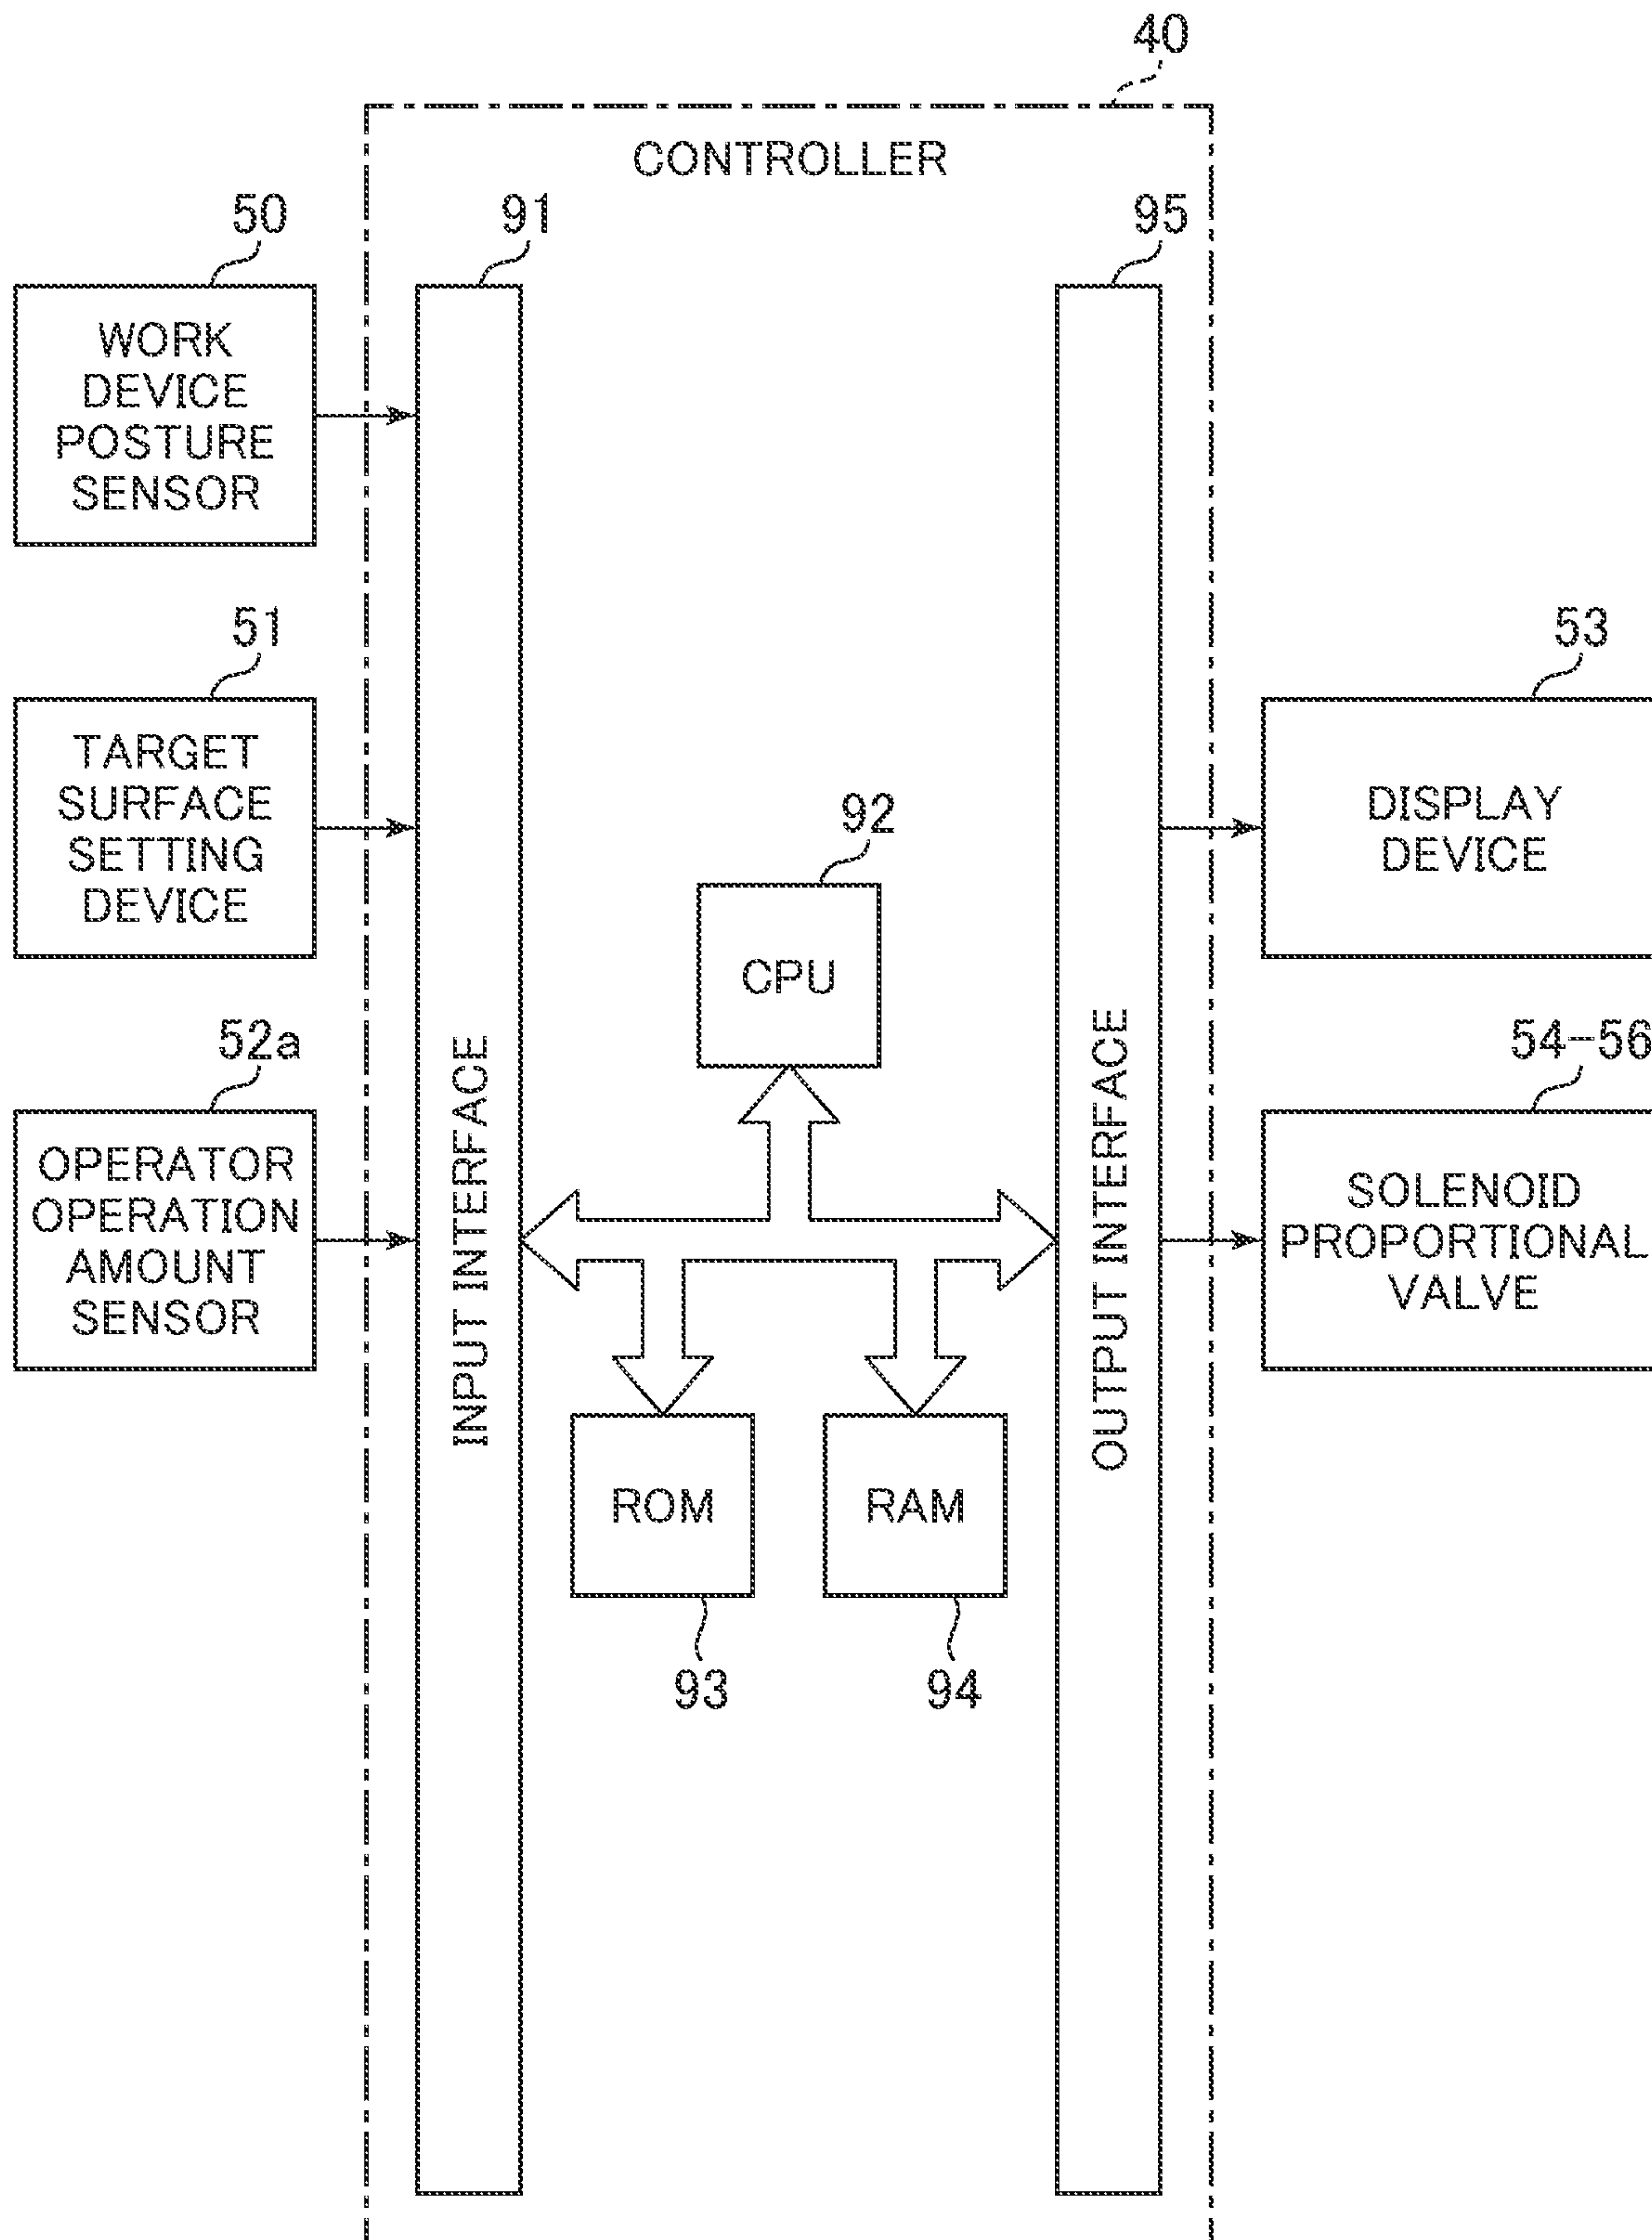 40
CONTROLLER
50
91
95
WORK
DEVICE
POSTURE
SENSOR
51
53
TARGET
SURFACE
SETTING
DEVICE
DISPLAY
DEVICE
92
CPU
52a
54-56
OPERATOR
OPERATION
AMOUNT
SENSOR
INPUT INTERFACE
OUTPUT INTERFACE
SOLENOID
PROPORTIONAL
VALVE
ROM
RAM
93
94